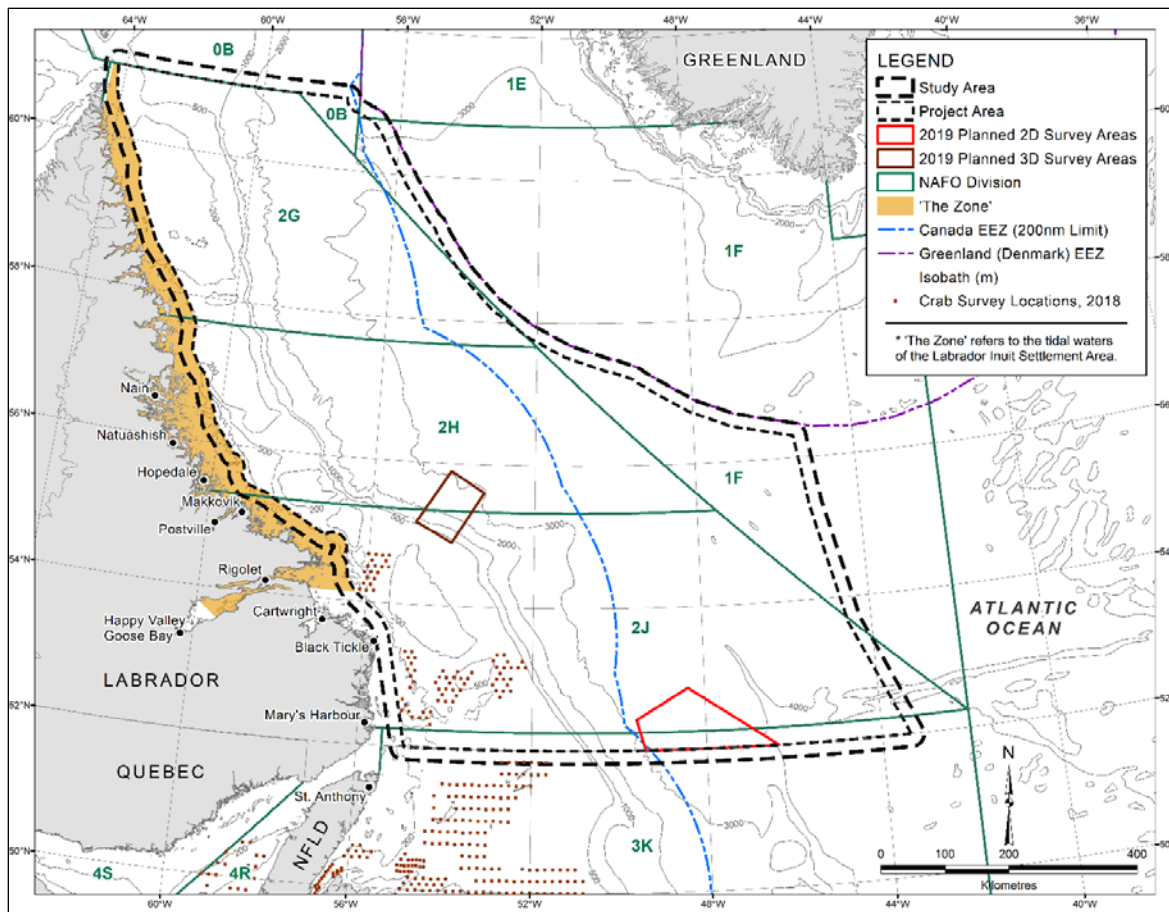 64°W
60°W
56°W
52°W
48°W
44°W
40°W
36°W
0B
GREENLAND
1E
LEGEND
Study Area
Project Area
2019 Planned 2D Survey Areas
2019 Planned 3D Survey Areas
NAFO Division
'The Zone'
Canada EEZ (200nm Limit)
Greenland (Denmark) EEZ
Isobath (m)
Crab Survey Locations, 2018
* 'The Zone' refers to the tidal waters
of the Labrador Inuit Settlement Area.
60°N
0B
2G
1F
58°N
56°N
Nain
Natuashish
Hopedale
Makkovik
Postville
2H
1F
200
2000
3000
54°N
Rigolet
Cartwright
Happy Valley
Goose Bay
Black Tickle
2J
ATLANTIC
OCEAN
LABRADOR
52°N
Mary's Harbour
QUEBEC
St. Anthony
NFLD
N
50°N
4S
4R
3K
0 100 200 400
Kilometres
60°W
56°W
52°W
48°W
44°W
40°W